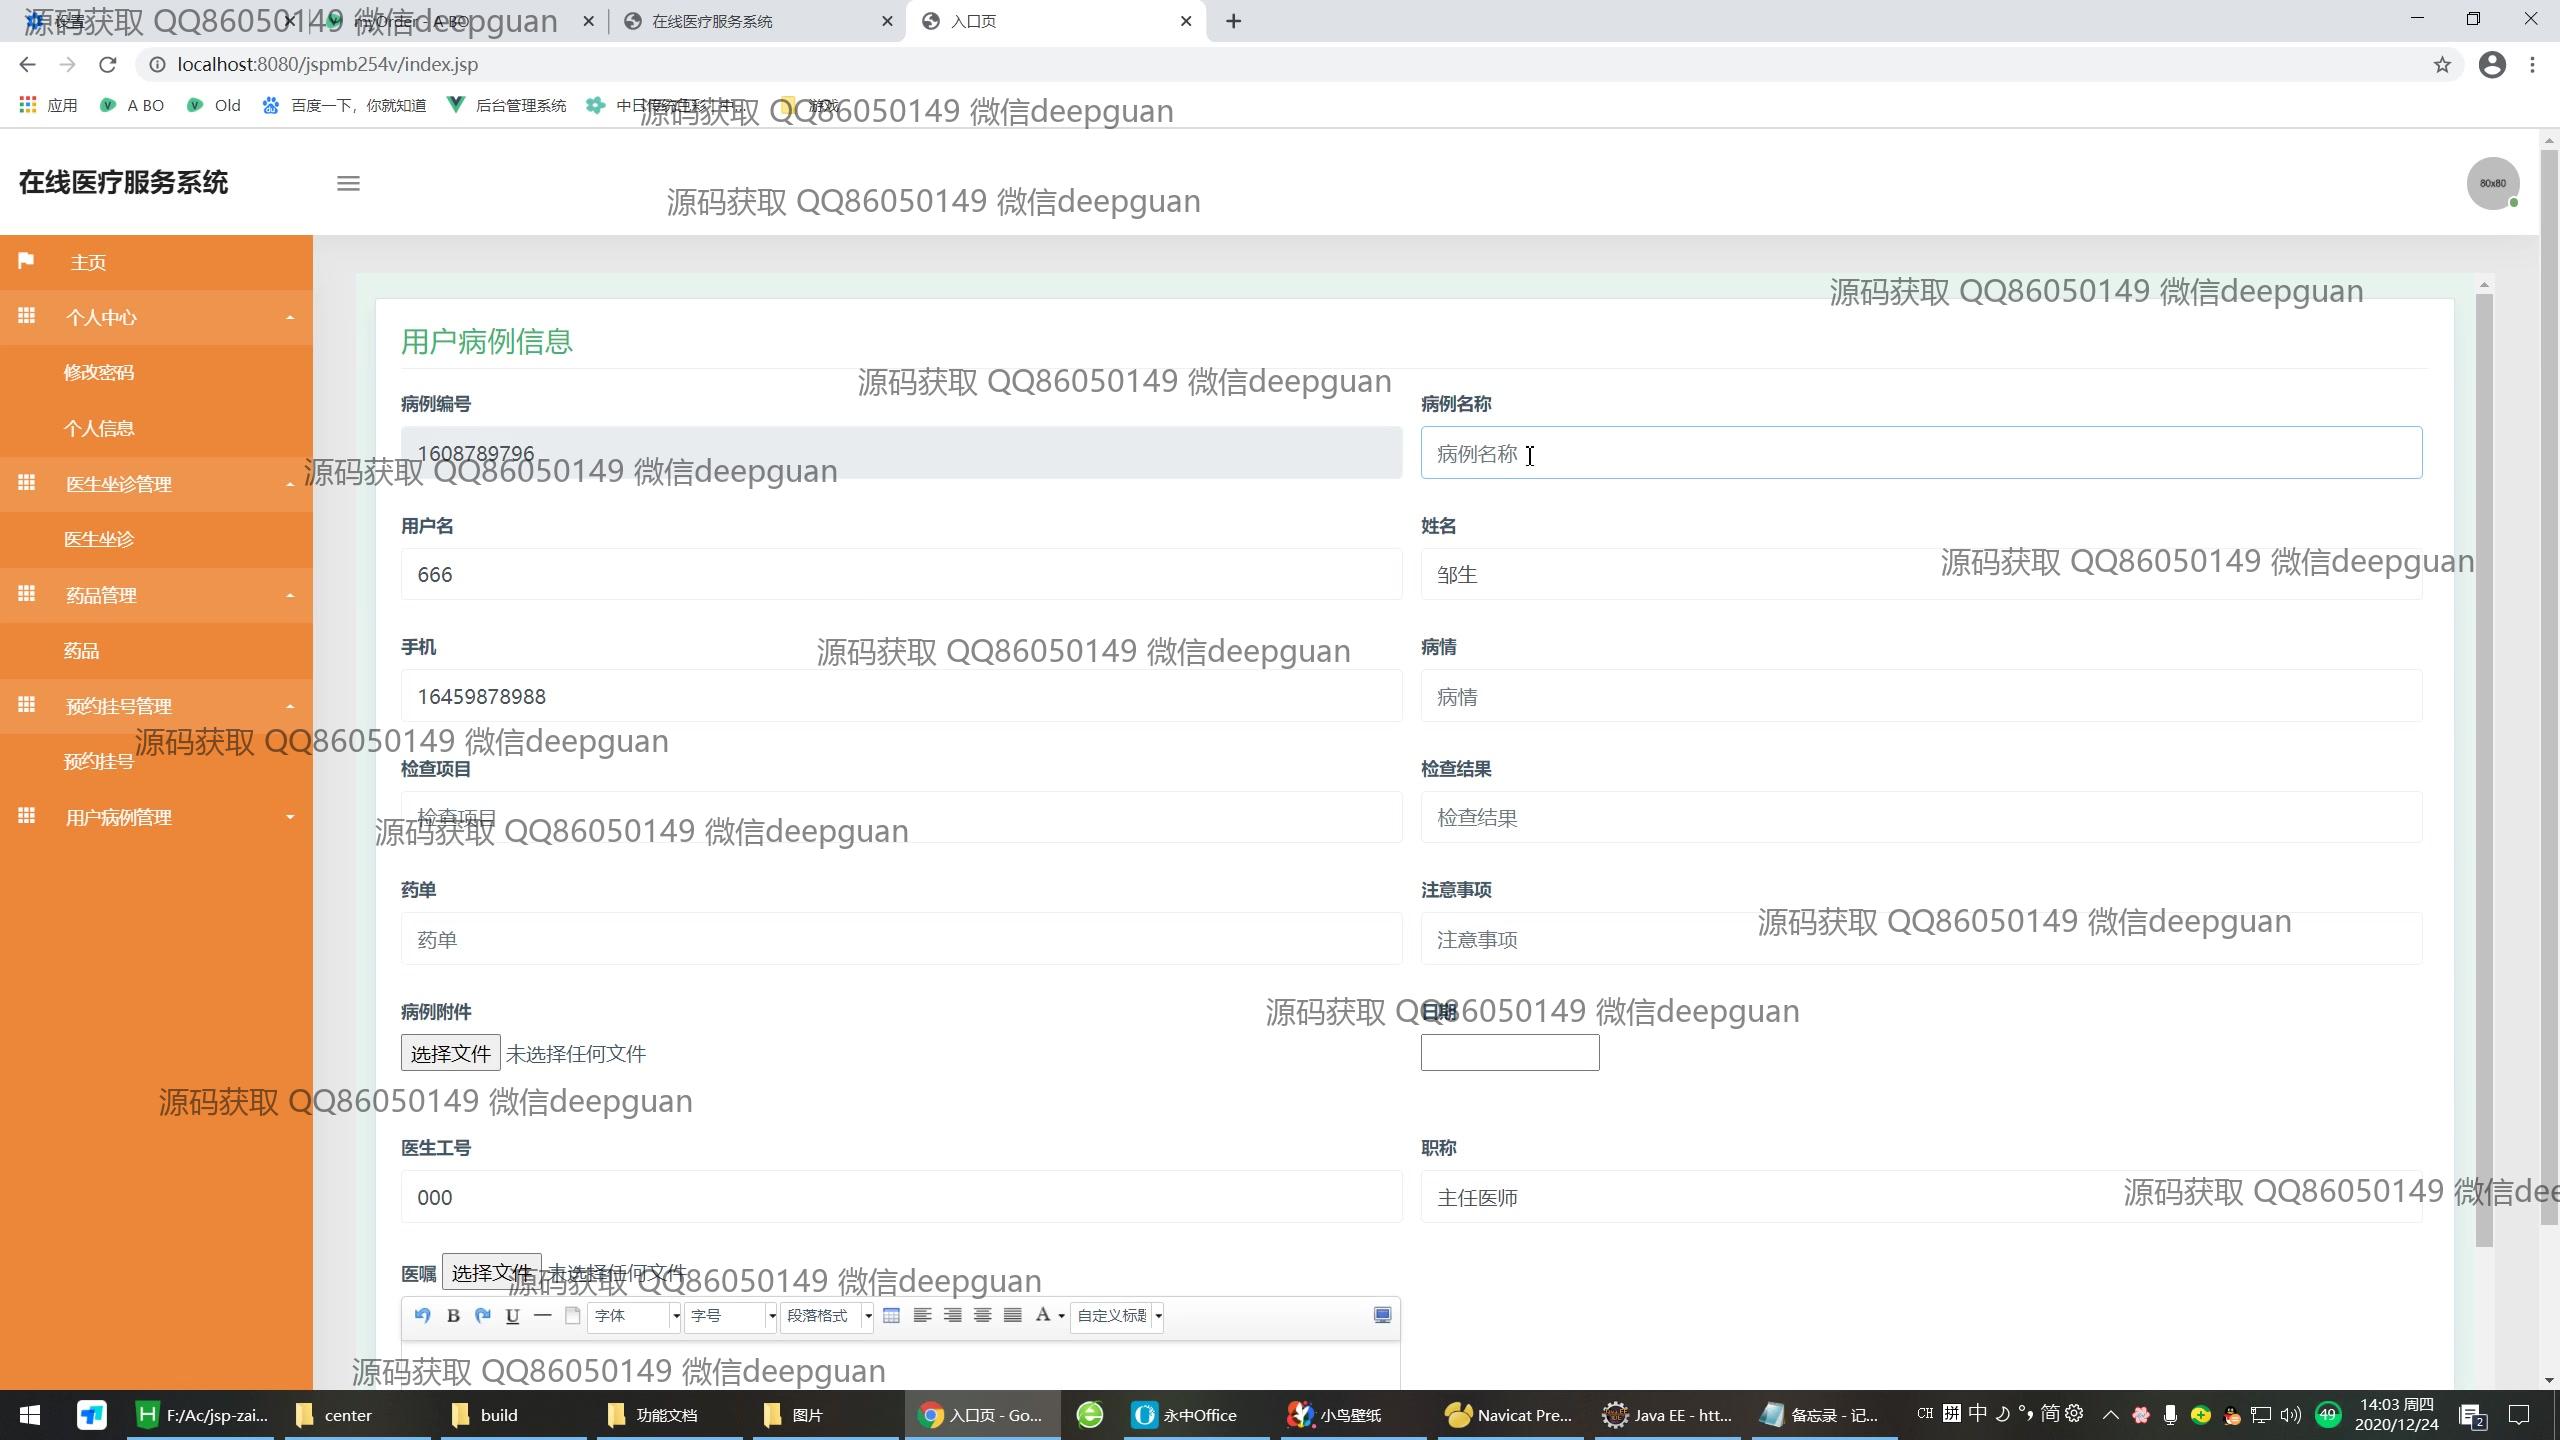 设置
myOrder - A BO
在线医疗服务系统
入口页
源码获取 QQ86050149 微信deepguan
localhost:8080/jspmb254v/index.jsp
应用
A BO
Old
百度一下，你就知道
后台管理系统
游戏
源码获取 QQ86050149 微信deepguan
在线医疗服务系统
80x80
源码获取 QQ86050149 微信deepguan
主页
个人中心
修改密码
个人信息
医生坐诊管理
医生坐诊
药品管理
药品
预约挂号管理
预约挂号
用户病例管理
源码获取 QQ86050149 微信deepguan
用户病例信息
源码获取 QQ86050149 微信deepguan
病例编号
病例名称
1608789796
病例名称
源码获取 QQ86050149 微信deepguan
用户名
姓名
666
邹生
源码获取 QQ86050149 微信deepguan
手机
病情
源码获取 QQ86050149 微信deepguan
16459878988
病情
源码获取 QQ86050149 微信deepguan
检查项目
检查结果
检查项目
检查结果
源码获取 QQ86050149 微信deepguan
药单
注意事项
药单
注意事项
源码获取 QQ86050149 微信deepguan
病例附件
日期
源码获取 QQ86050149 微信deepguan
选择文件 未选择任何文件
源码获取 QQ86050149 微信deepguan
医生工号
职称
000
主任医师
源码获取 QQ86050149 微信dee
医嘱 选择文件 未选择任何文件
源码获取 QQ86050149 微信deepguan
B U 字体 字号 段落格式 A 自定义标题
源码获取 QQ86050149 微信deepguan
F:/Ac/jsp-zai...
center
build
功能文档
图片
入口页 - Go...
永中Office
小鸟壁纸
Navicat Pre...
Java EE - htt...
备忘录 - 记...
CH 拼 中 简
49
14:03 周四
2020/12/24
2